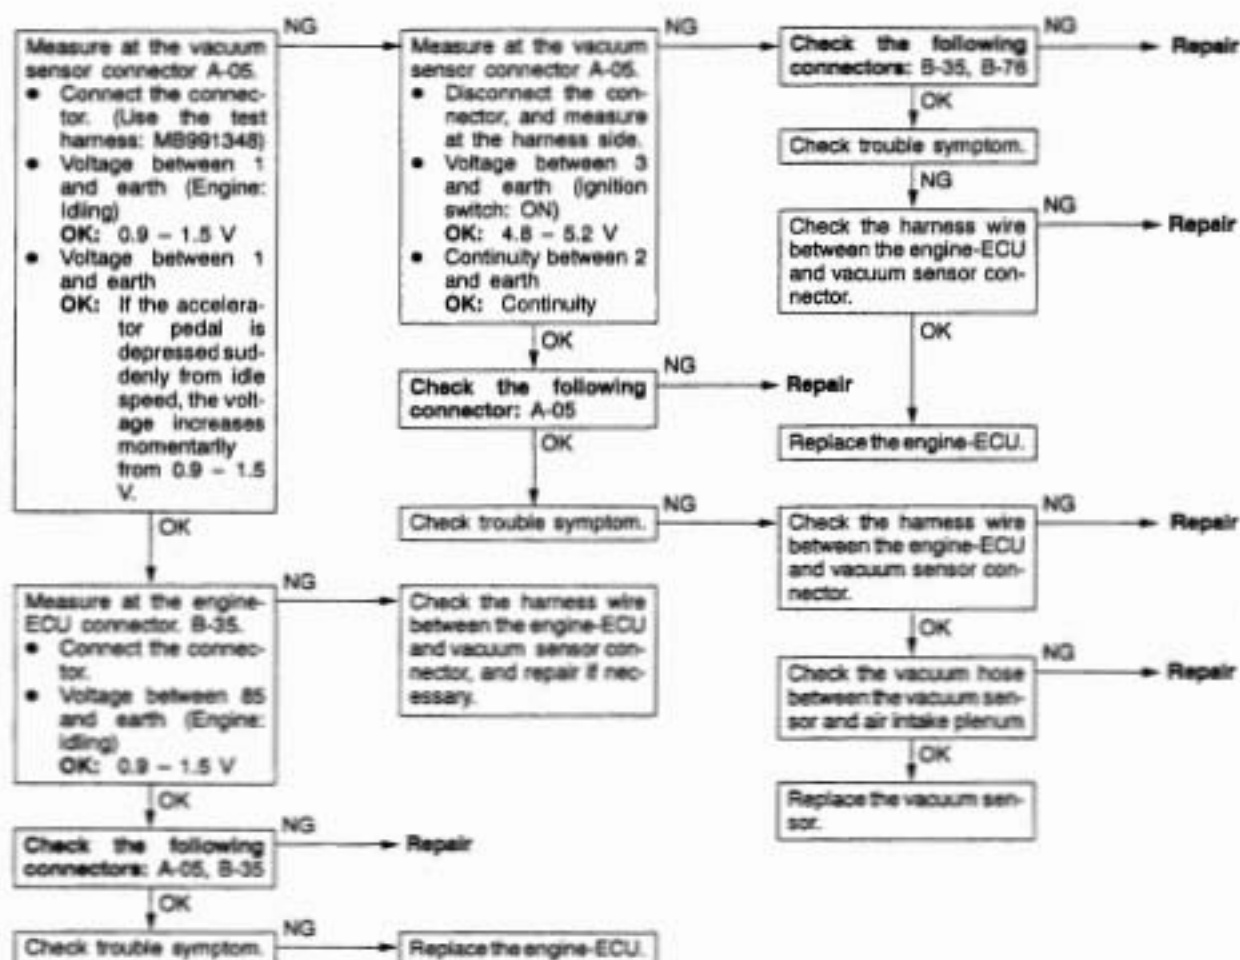 NG
Measure at the vacuum
sensor connector A-05.
● Connect the connec-
tor. (Use the test
harness: MB991348)
● Voltage between 1
and earth (Engine:
Idling)
OK: 0.9 – 1.5 V
● Voltage between 1
and earth
OK: If the accelera-
tor pedal is
depressed sud-
denly from idle
speed, the volt-
age increases
momentarily
from 0.9 – 1.5
V.
OK
Measure at the engine-
ECU connector. B-35.
● Connect the connec-
tor.
● Voltage between 85
and earth (Engine:
Idling)
OK: 0.9 – 1.5 V
NG
OK
Check the following
connectors: A-05, B-35
NG
Repair
OK
Check trouble symptom.
NG
Replace the engine-ECU.
Measure at the vacuum
sensor connector A-05.
● Disconnect the con-
nector, and measure
at the harness side.
● Voltage between 3
and earth (Ignition
switch: ON)
OK: 4.8 – 5.2 V
● Continuity between 2
and earth
OK: Continuity
NG
OK
Check the following
connector: A-05
NG
Repair
OK
Check trouble symptom.
NG
Check the harness wire
between the engine-ECU
and vacuum sensor con-
nector, and repair if nec-
essary.
Check the following
connectors: B-35, B-76
NG
Repair
OK
Check trouble symptom.
NG
Check the harness wire
between the engine-ECU
and vacuum sensor con-
nector.
NG
Repair
OK
Replace the engine-ECU.
Check the harness wire
between the engine-ECU
and vacuum sensor con-
nector.
NG
Repair
OK
Check the vacuum hose
between the vacuum sen-
sor and air intake plenum
NG
Repair
OK
Replace the vacuum sen-
sor.